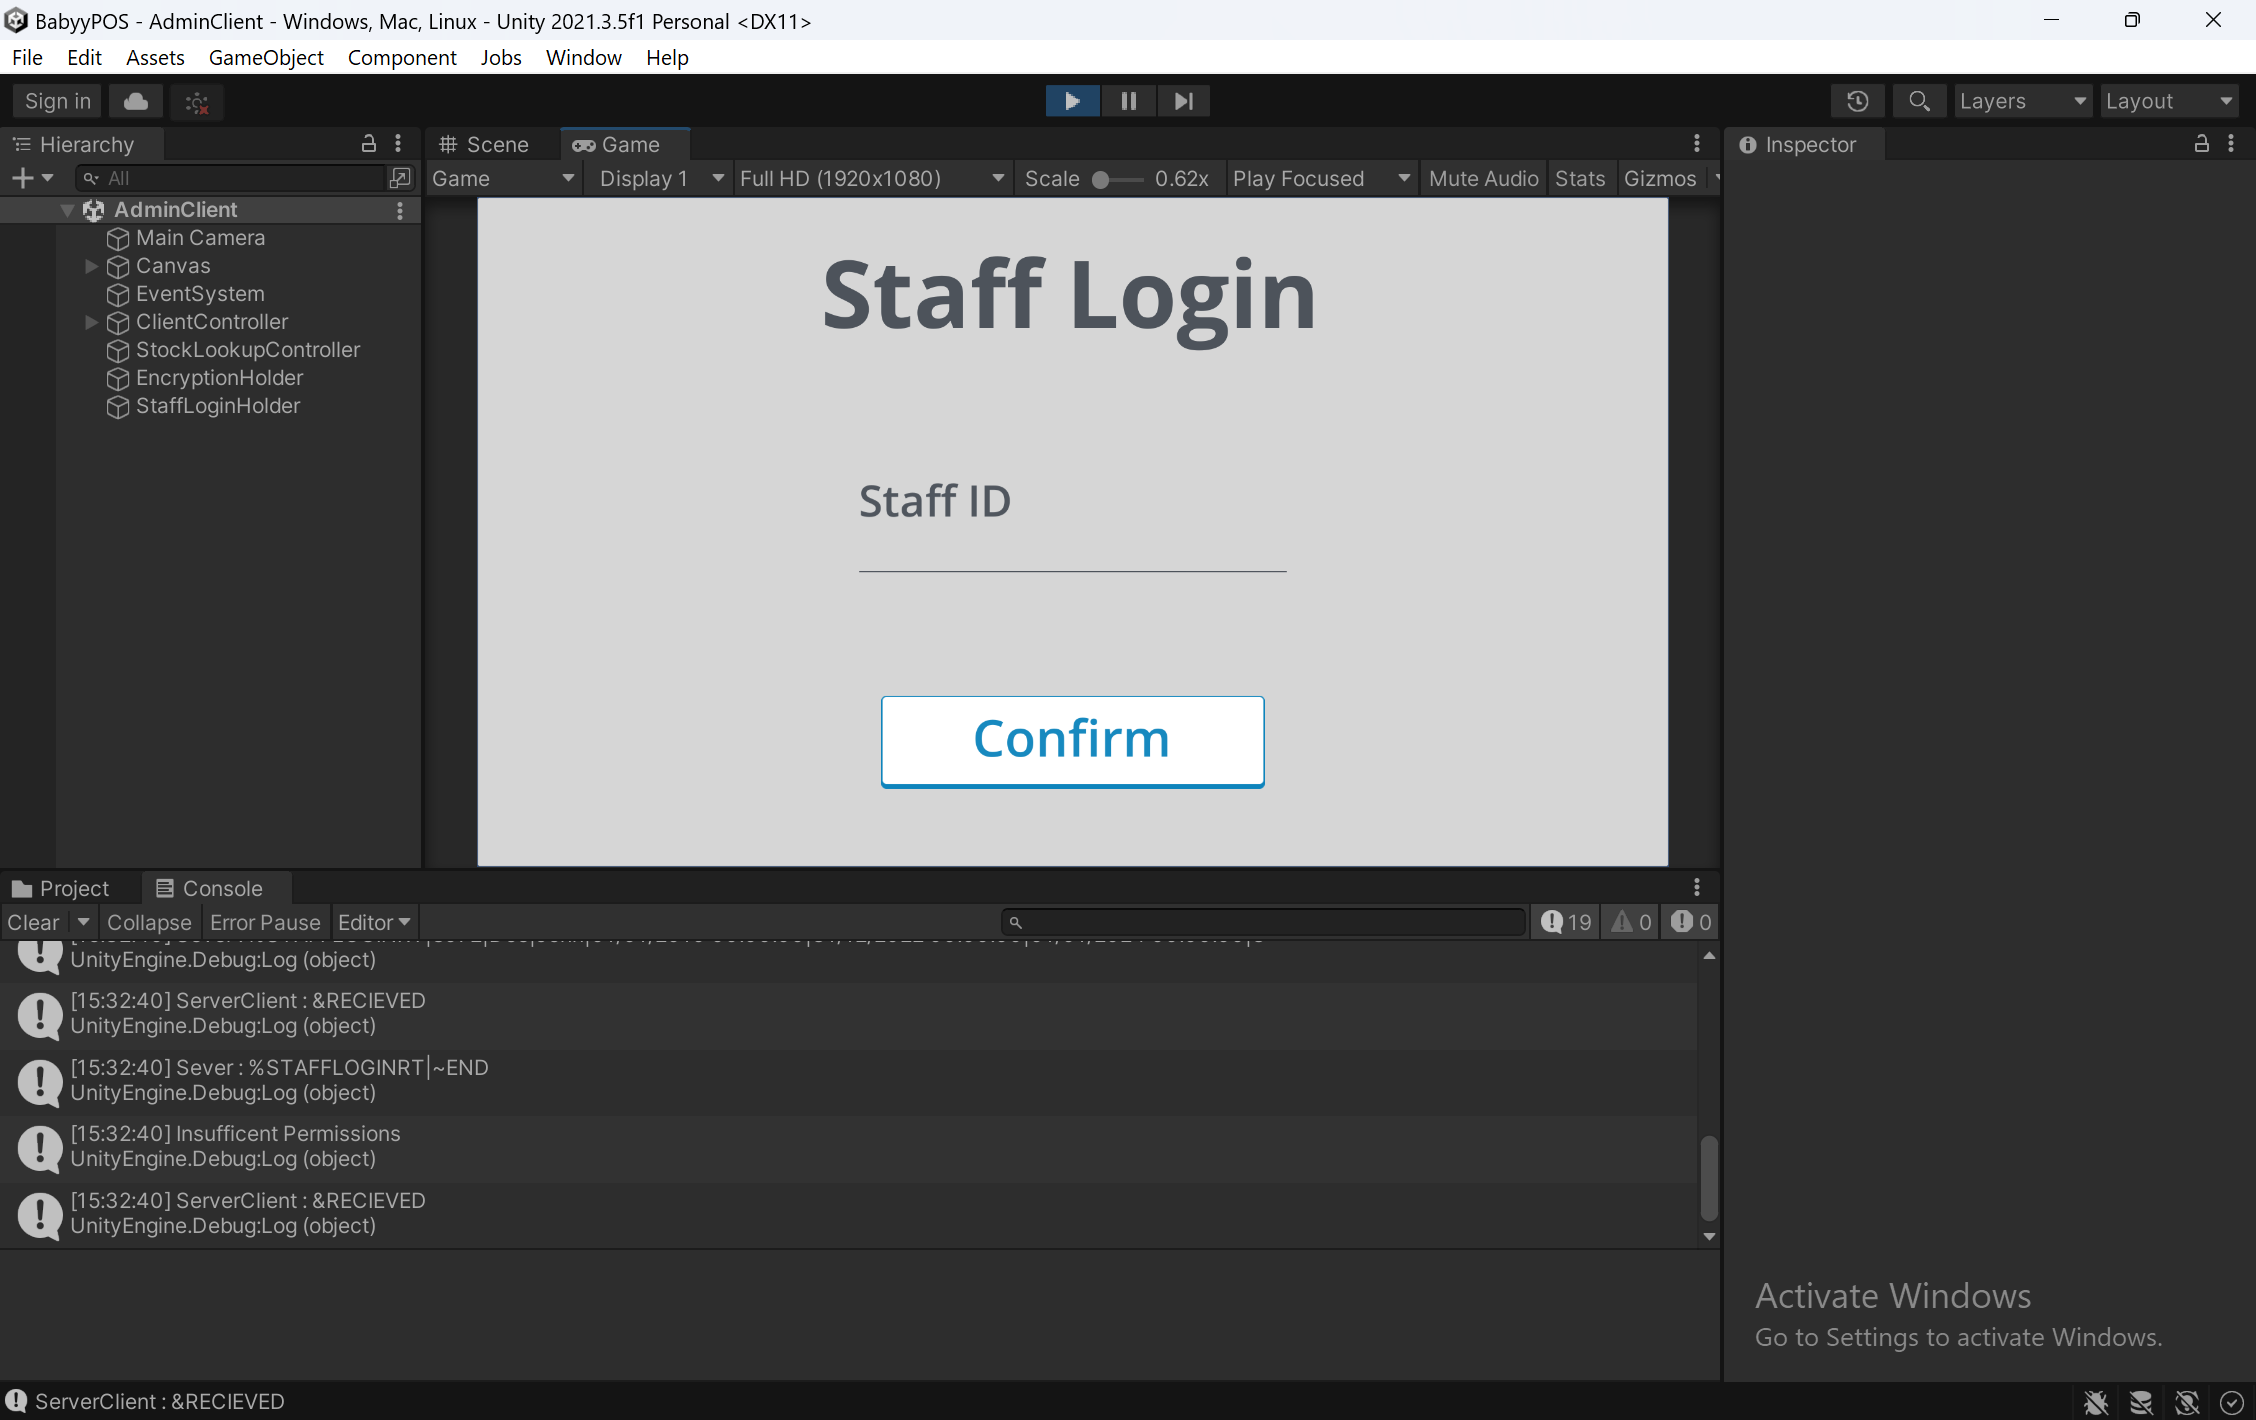 BabyyPOS - AdminClient - Windows, Mac, Linux - Unity 2021.3.5f1 Personal <DX11>
File Edit Assets GameObject Component Jobs Window Help
Sign in
Layers
Layout
Hierarchy
Scene
Game
Inspector
All
Game
Display 1
Full HD (1920x1080)
Scale 0.62x
Play Focused
Mute Audio
Stats
Gizmos
AdminClient
Main Camera
Canvas
EventSystem
ClientController
StockLookupController
EncryptionHolder
StaffLoginHolder
Staff Login
Staff ID
Confirm
Project
Console
Clear
Collapse
Error Pause
Editor
19
0
0
UnityEngine.Debug:Log (object)
[15:32:40] ServerClient : &RECIEVED
UnityEngine.Debug:Log (object)
[15:32:40] Sever : %STAFFLOGINRT|~END
UnityEngine.Debug:Log (object)
[15:32:40] Insufficent Permissions
UnityEngine.Debug:Log (object)
[15:32:40] ServerClient : &RECIEVED
UnityEngine.Debug:Log (object)
Activate Windows
Go to Settings to activate Windows.
ServerClient : &RECIEVED